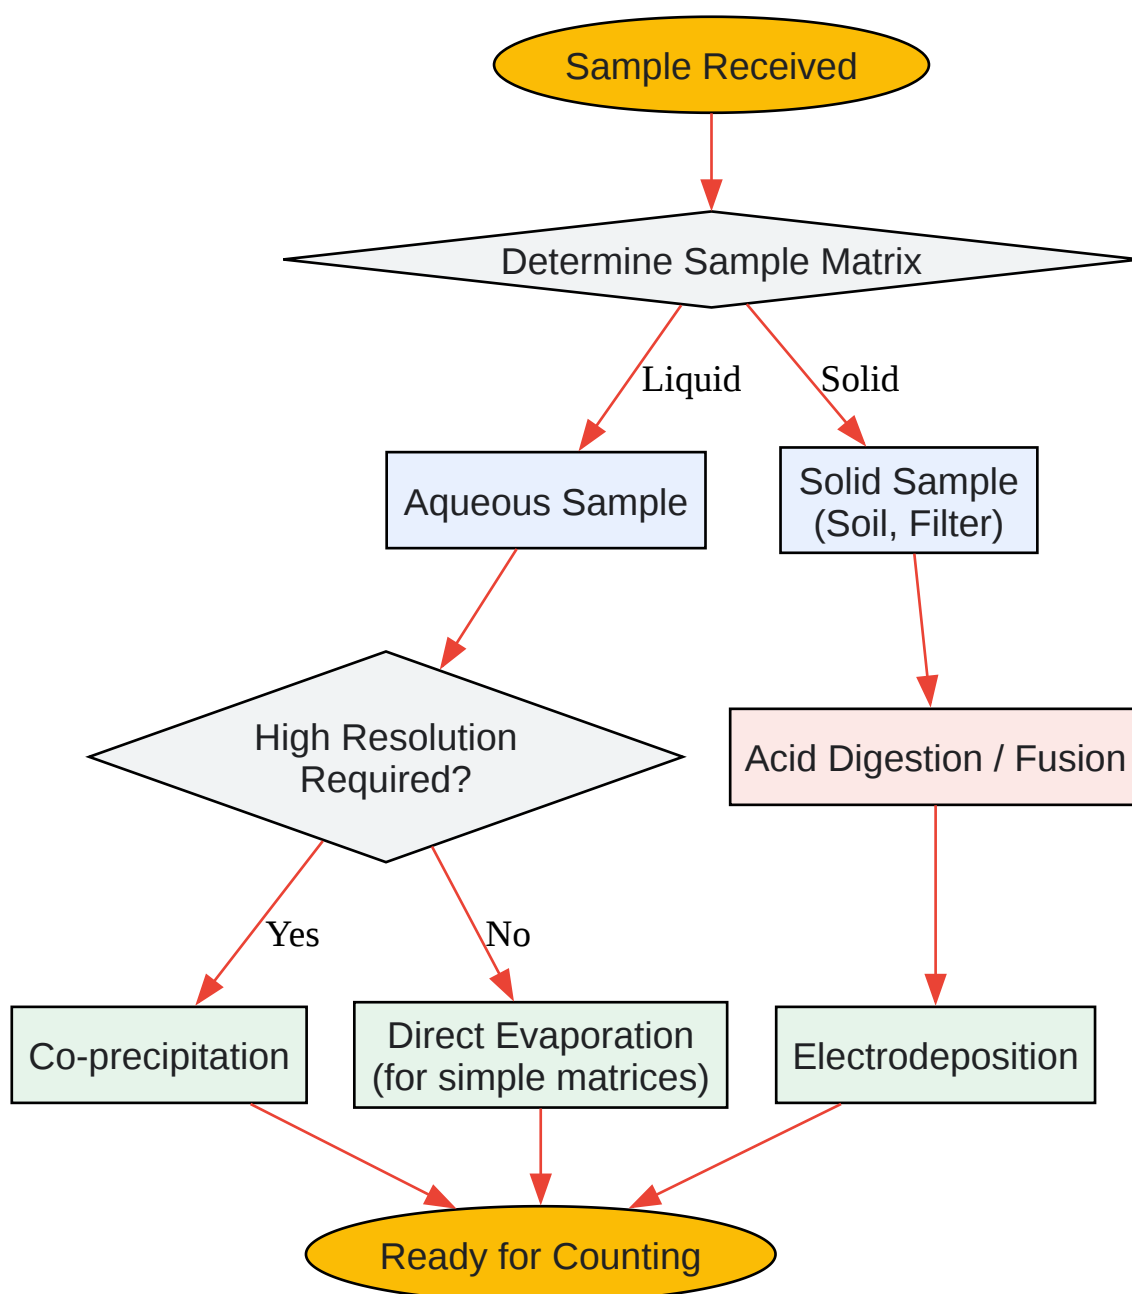 Sample Received
Determine Sample Matrix
Liquid
Solid
Aqueous Sample
Solid Sample
(Soil, Filter)
High Resolution
Required?
Acid Digestion / Fusion
Yes
No
Co-precipitation
Direct Evaporation
(for simple matrices)
Electrodeposition
Ready for Counting